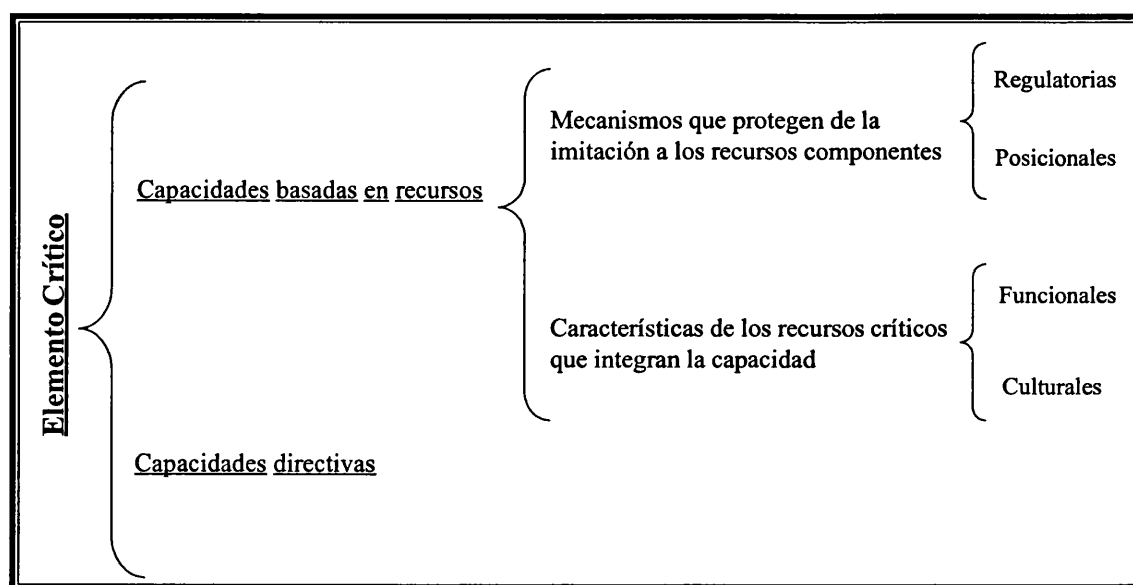 Elemento Crítico
Capacidades basadas en recursos
Mecanismos que protegen de la
imitación a los recursos componentes
Regulatorias
Posicionales
Características de los recursos críticos
que integran la capacidad
Funcionales
Culturales
Capacidades directivas